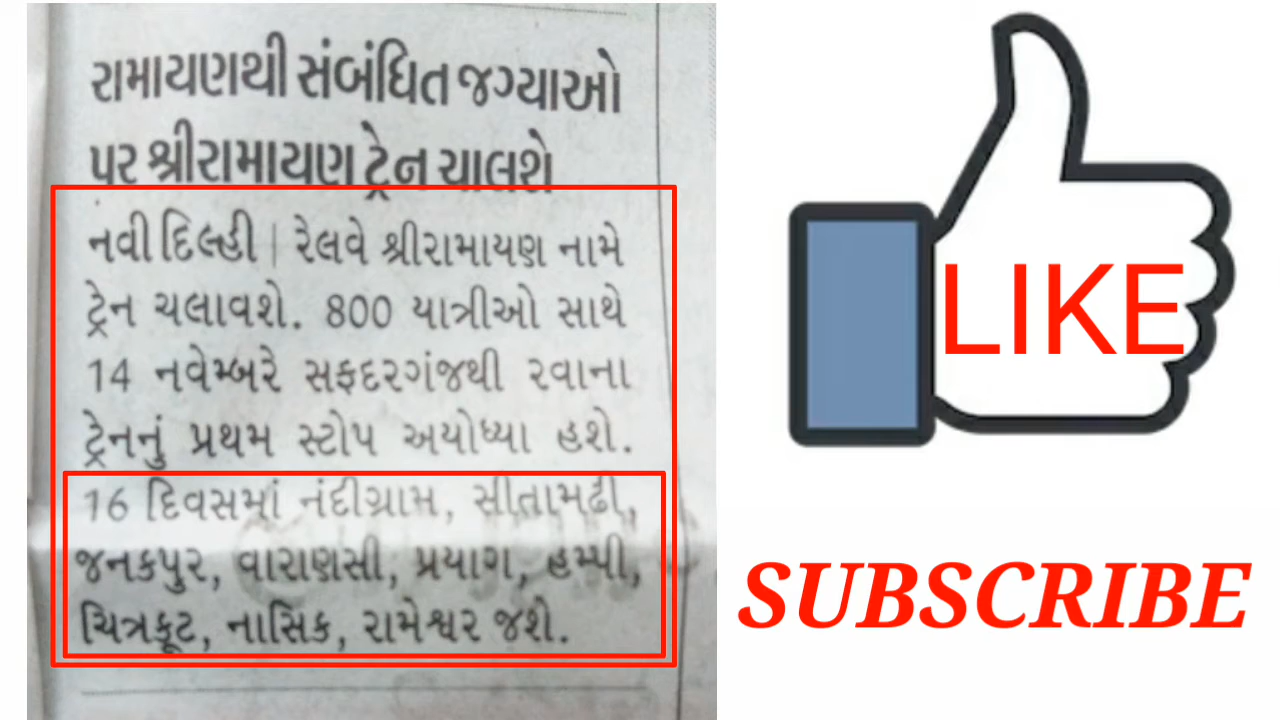 રામાયણથી સંબંધિત જગ્યાઓ
પર શ્રીરામાયણ ટ્રેન ચાલશે
નવી દિલ્હી | રેલવે શ્રીરામાયણ નામે
ટ્રેન ચલાવશે. 800 યાત્રીઓ સાથે
14 નવેમ્બરે સફદરગંજથી રવાના
ટ્રેનનું પ્રથમ સ્ટોપ અયોધ્યા હશે.
16 દિવસમાં નંદીગ્રામ, સીતામઢી,
જનકપુર, વારાણસી, પ્રયાગ, હમ્પી,
ચિત્રકૂટ, નાસિક, રામેશ્વર જશે.
LIKE
SUBSCRIBE